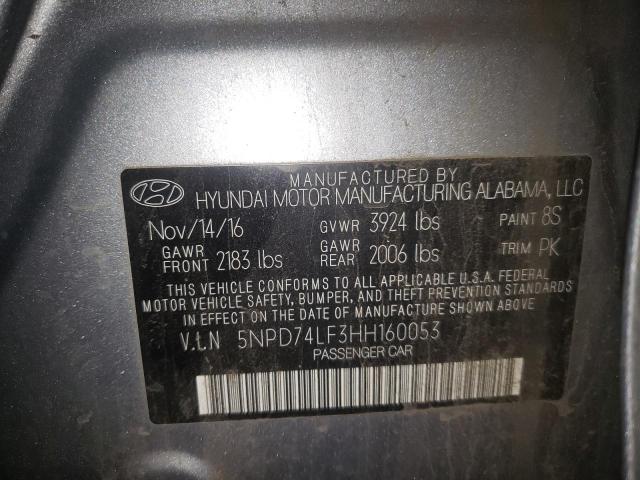 MANUFACTURED BY
HYUNDAI MOTOR MANUFACTURING ALABAMA, LLC
Nov/14/16 GVWR 3924 lbs PAINT 8S
GAWR FRONT 2183 lbs GAWR REAR 2006 lbs TRIM PK
THIS VEHICLE CONFORMS TO ALL APPLICABLE U.S.A. FEDERAL
MOTOR VEHICLE SAFETY, BUMPER, AND THEFT PREVENTION STANDARDS
IN EFFECT ON THE DATE OF MANUFACTURE SHOWN ABOVE.
V.I.N 5NPD74LF3HH160053
PASSENGER CAR